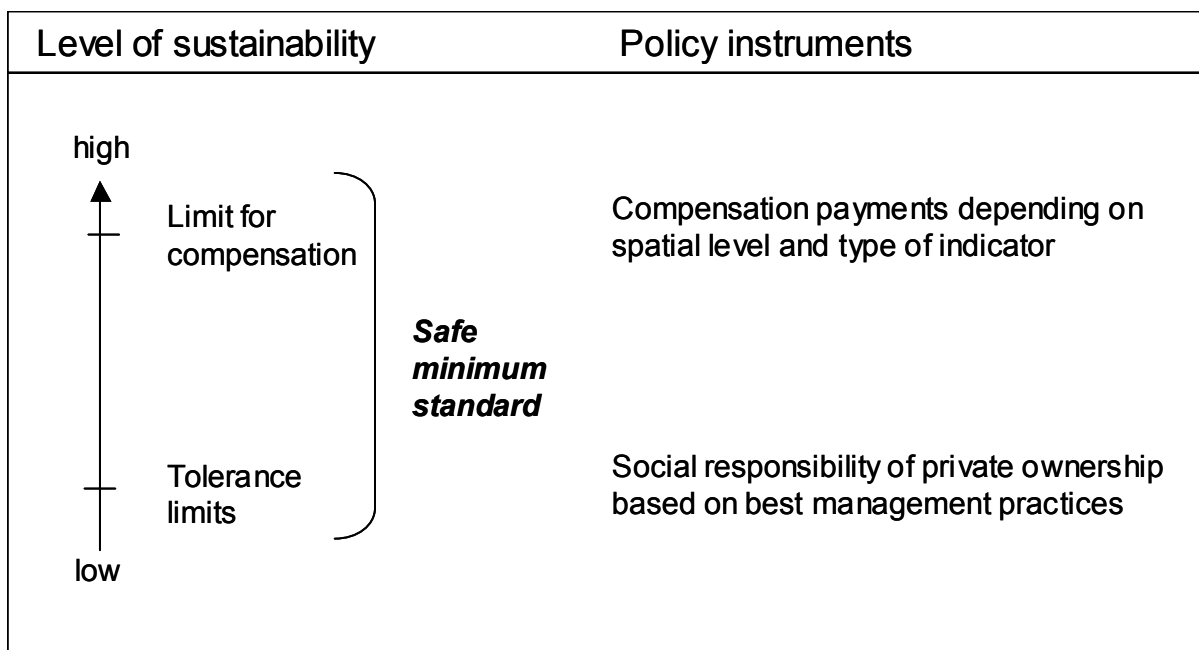 Level of sustainability
Policy instruments
high
Limit for
compensation
Compensation payments depending on
spatial level and type of indicator
Safe
minimum
standard
Tolerance
limits
Social responsibility of private ownership
based on best management practices
low